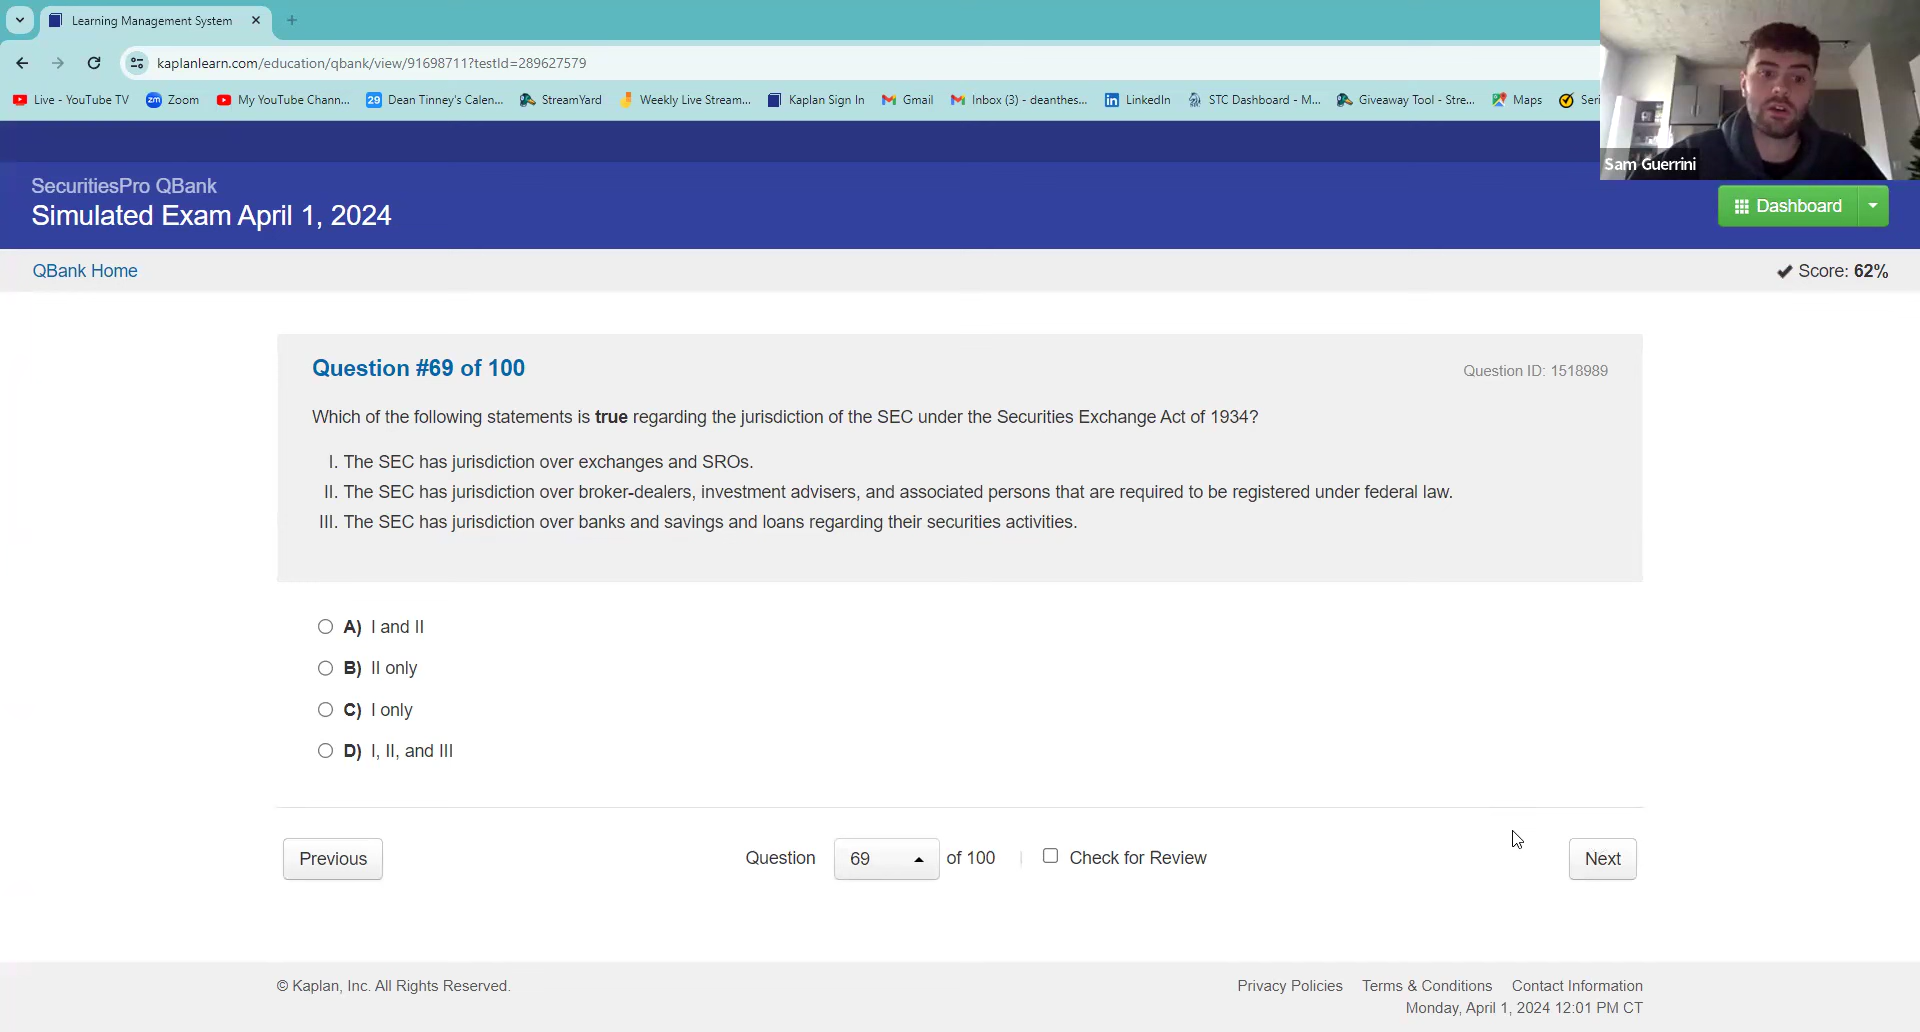 Learning Management System
kaplanlearn.com/education/qbank/view/91698711?testId=289627579
Live - YouTube TV
zm Zoom
My YouTube Chann...
29 Dean Tinney's Calen...
StreamYard
Weekly Live Stream...
Kaplan Sign In
Gmail
Inbox (3) - deanthes...
in LinkedIn
STC Dashboard - M...
Giveaway Tool - Stre...
Maps
Seri
Sam Guerrini
SecuritiesPro QBank
Simulated Exam April 1, 2024
Dashboard
QBank Home
Score: 62%
Question #69 of 100
Question ID: 1518989
Which of the following statements is true regarding the jurisdiction of the SEC under the Securities Exchange Act of 1934?
I. The SEC has jurisdiction over exchanges and SROs.
II. The SEC has jurisdiction over broker-dealers, investment advisers, and associated persons that are required to be registered under federal law.
III. The SEC has jurisdiction over banks and savings and loans regarding their securities activities.
A) I and II
B) II only
C) I only
D) I, II, and III
Previous
Question 69 of 100
Check for Review
Next
© Kaplan, Inc. All Rights Reserved.
Privacy Policies Terms & Conditions Contact Information
Monday, April 1, 2024 12:01 PM CT